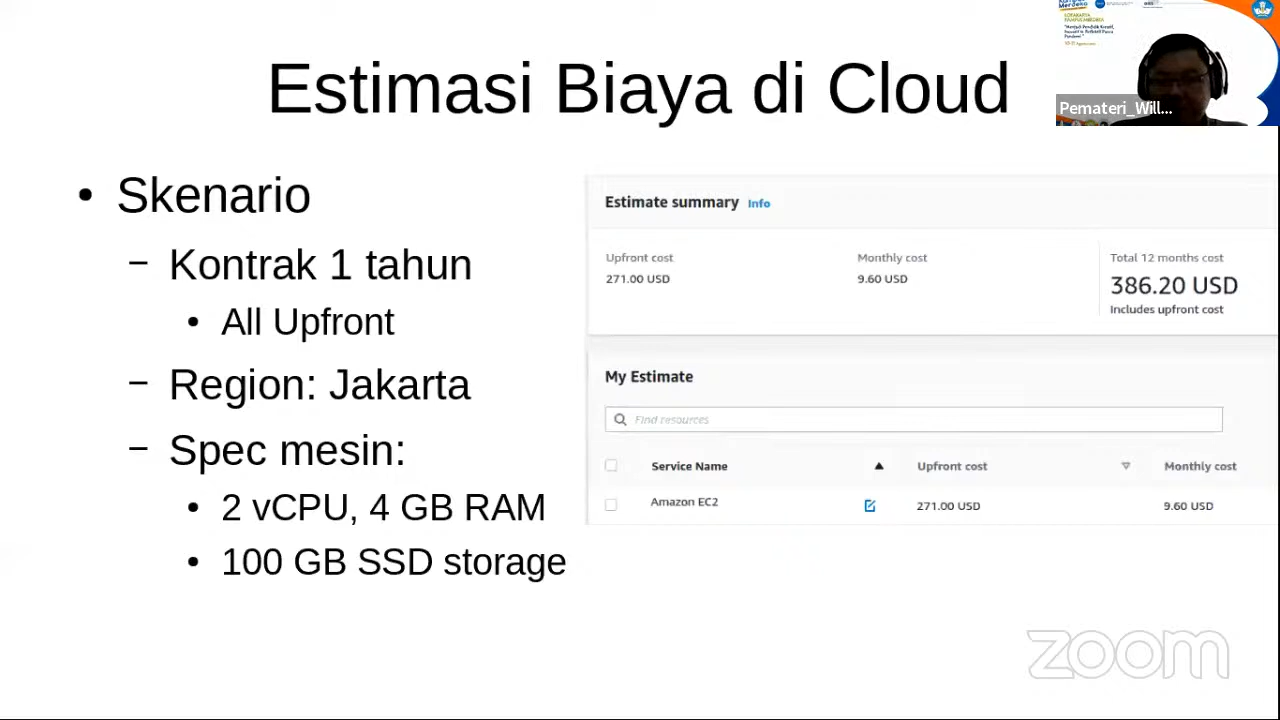 Estimasi Biaya di Cloud
Pemateri_Will...
• Skenario
– Kontrak 1 tahun
• All Upfront
– Region: Jakarta
– Spec mesin:
• 2 vCPU, 4 GB RAM
• 100 GB SSD storage
Estimate summary Info
Upfront cost
271.00 USD
Monthly cost
9.60 USD
Total 12 months cost
386.20 USD
Includes upfront cost
My Estimate
Find resources
Service Name Upfront cost Monthly cost
Amazon EC2 271.00 USD 9.60 USD
zoom